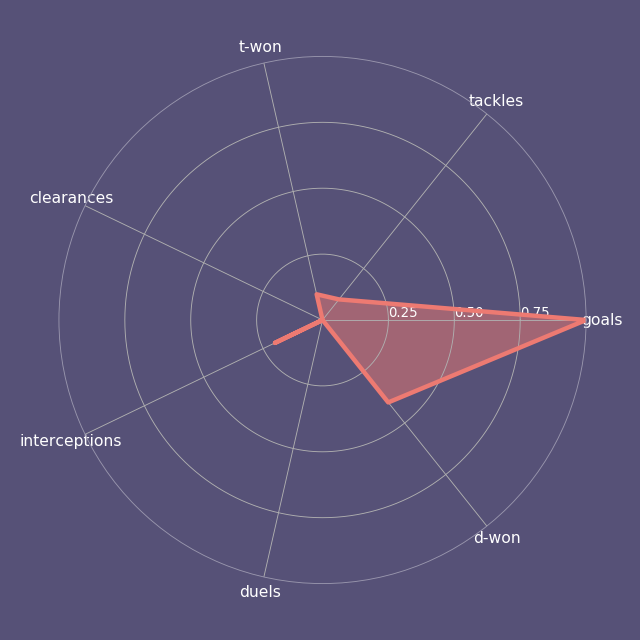 t-won
tackles
clearances
0.25 0.50 0.75
goals
interceptions
d-won
duels